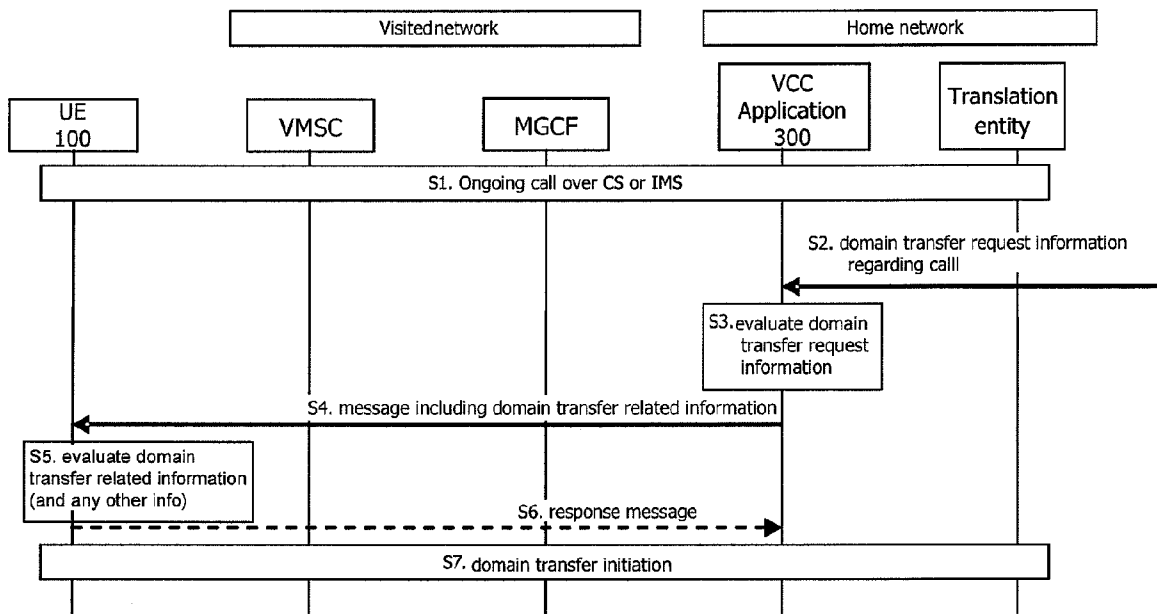 Visited network
Home network
UE
100
VMSC
MGCF
VCC
Application
300
Translation
entity
S1. Ongoing call over CS or IMS
S2. domain transfer request information
regarding calll
S3. evaluate domain
transfer request
information
S4. message including domain transfer related information
S5. evaluate domain
transfer related information
(and any other info)
S6. response message
S7. domain transfer initiation